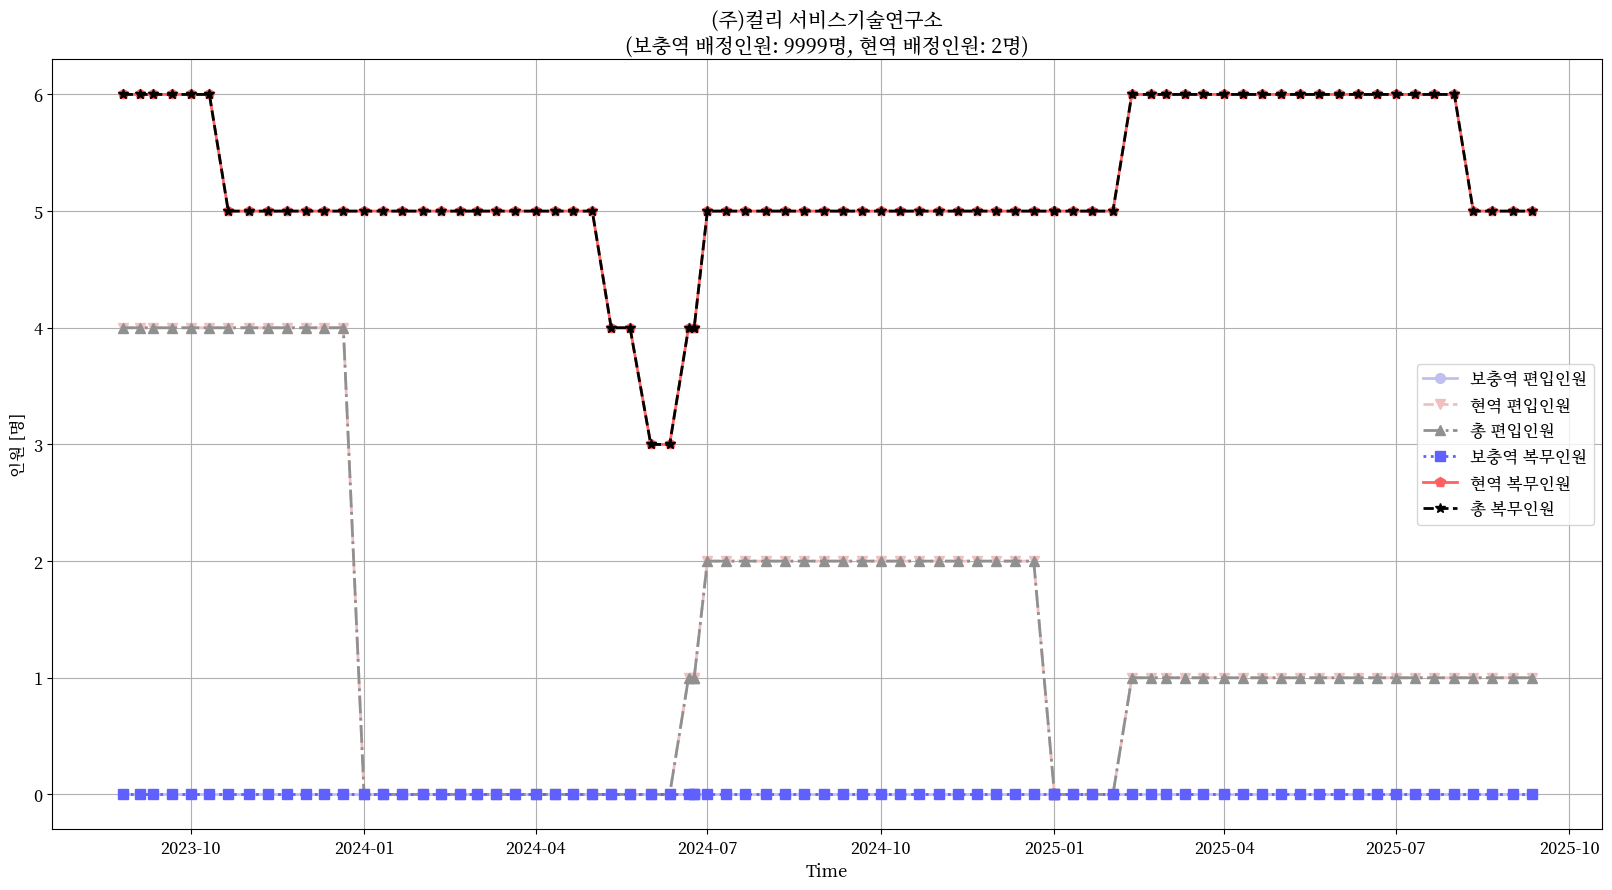 (주)컬리 서비스기술연구소
(보충역 배정인원: 9999명, 현역 배정인원: 2명)
6
5
4
3
2
1
0
인원 [명]
보충역 편입인원
현역 편입인원
총 편입인원
보충역 복무인원
현역 복무인원
총 복무인원
2023-10
2024-01
2024-04
2024-07
2024-10
2025-01
2025-04
2025-07
2025-10
Time